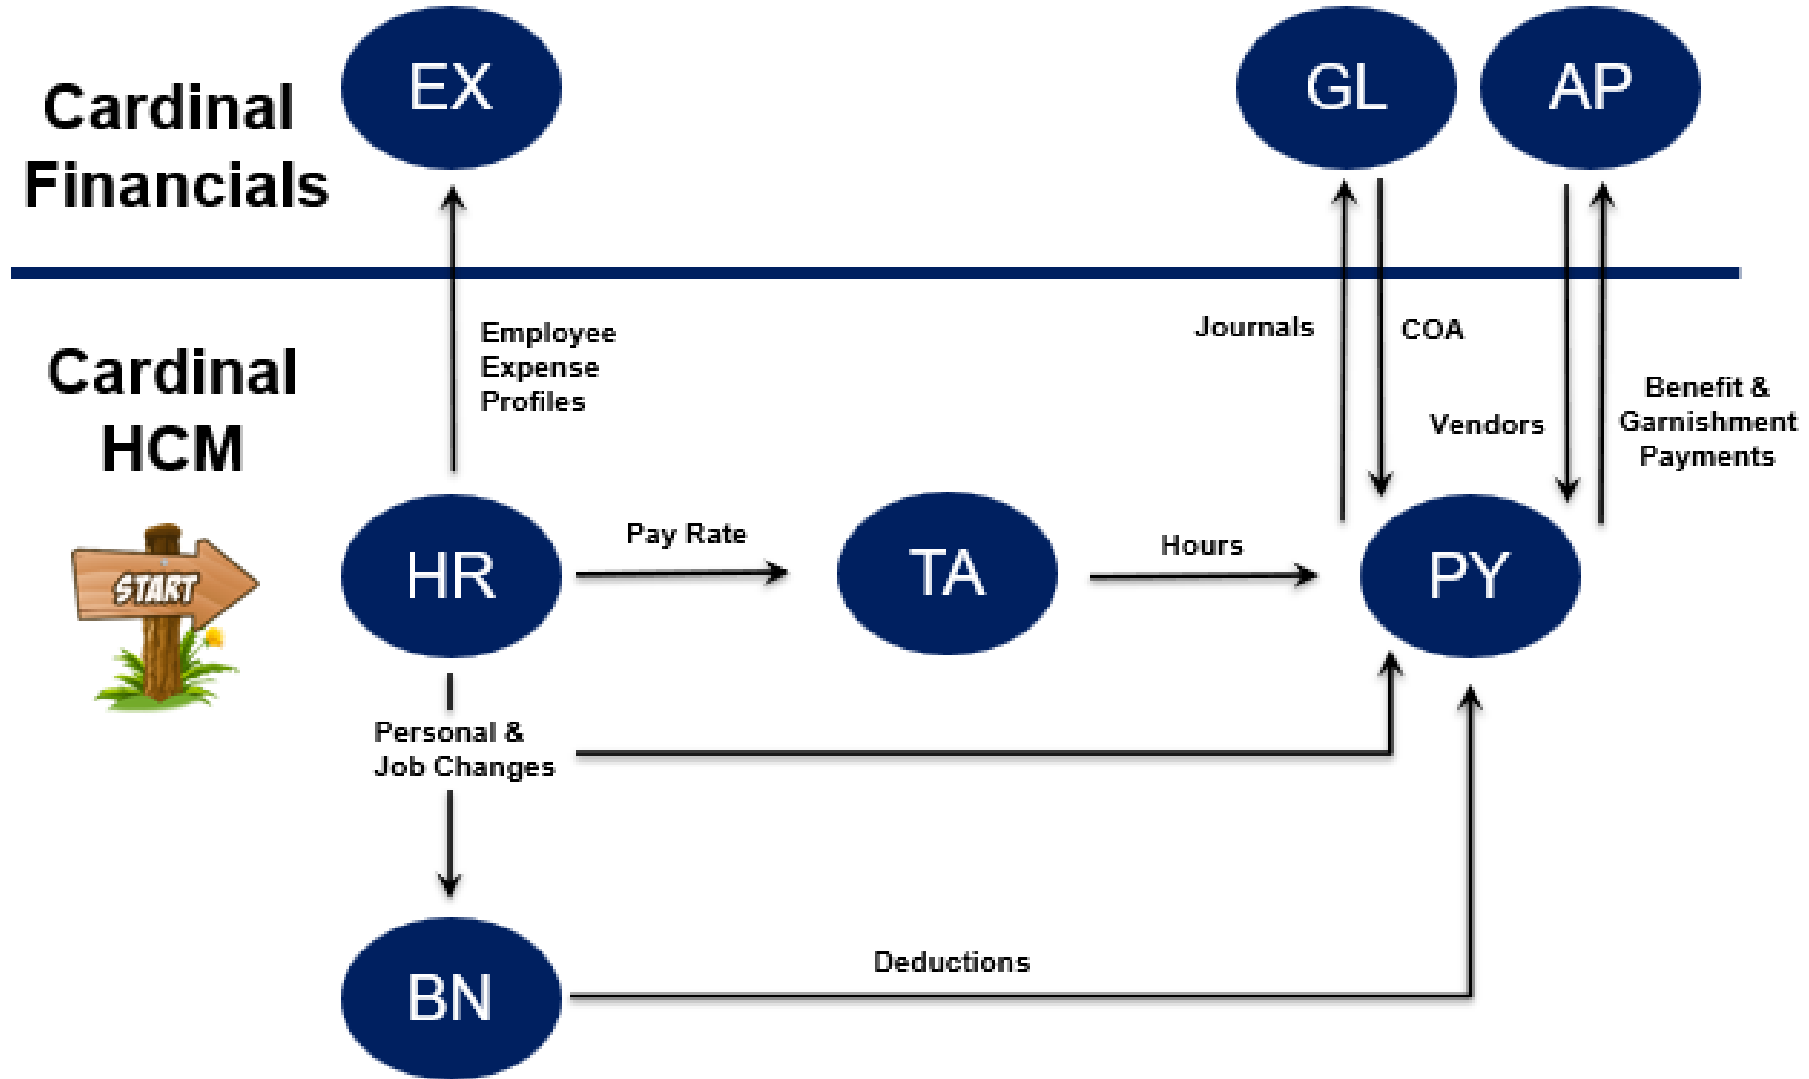 EX
GL
AP
Cardinal
Financials
Employee
Expense
Profiles
Journals
COA
Vendors
Benefit &
Garnishment
Payments
Cardinal
HCM
START
HR
Pay Rate
TA
Hours
PY
Personal &
Job Changes
BN
Deductions